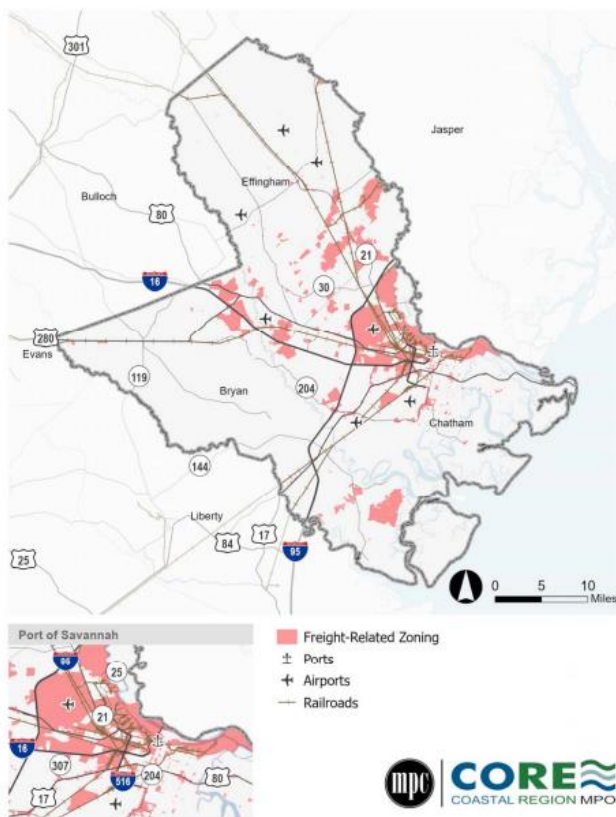 301
Jasper
Effingham
Bulloch
80
21
16
30
280
Evans
119
204
Bryan
Chatham
144
Liberty
17
84
25
95
0 5 10
Miles
Port of Savannah
96
25
21
16
307
516
204
80
17
Freight-Related Zoning
Ports
Airports
Railroads
mpc
CORE
COASTAL REGION MPO